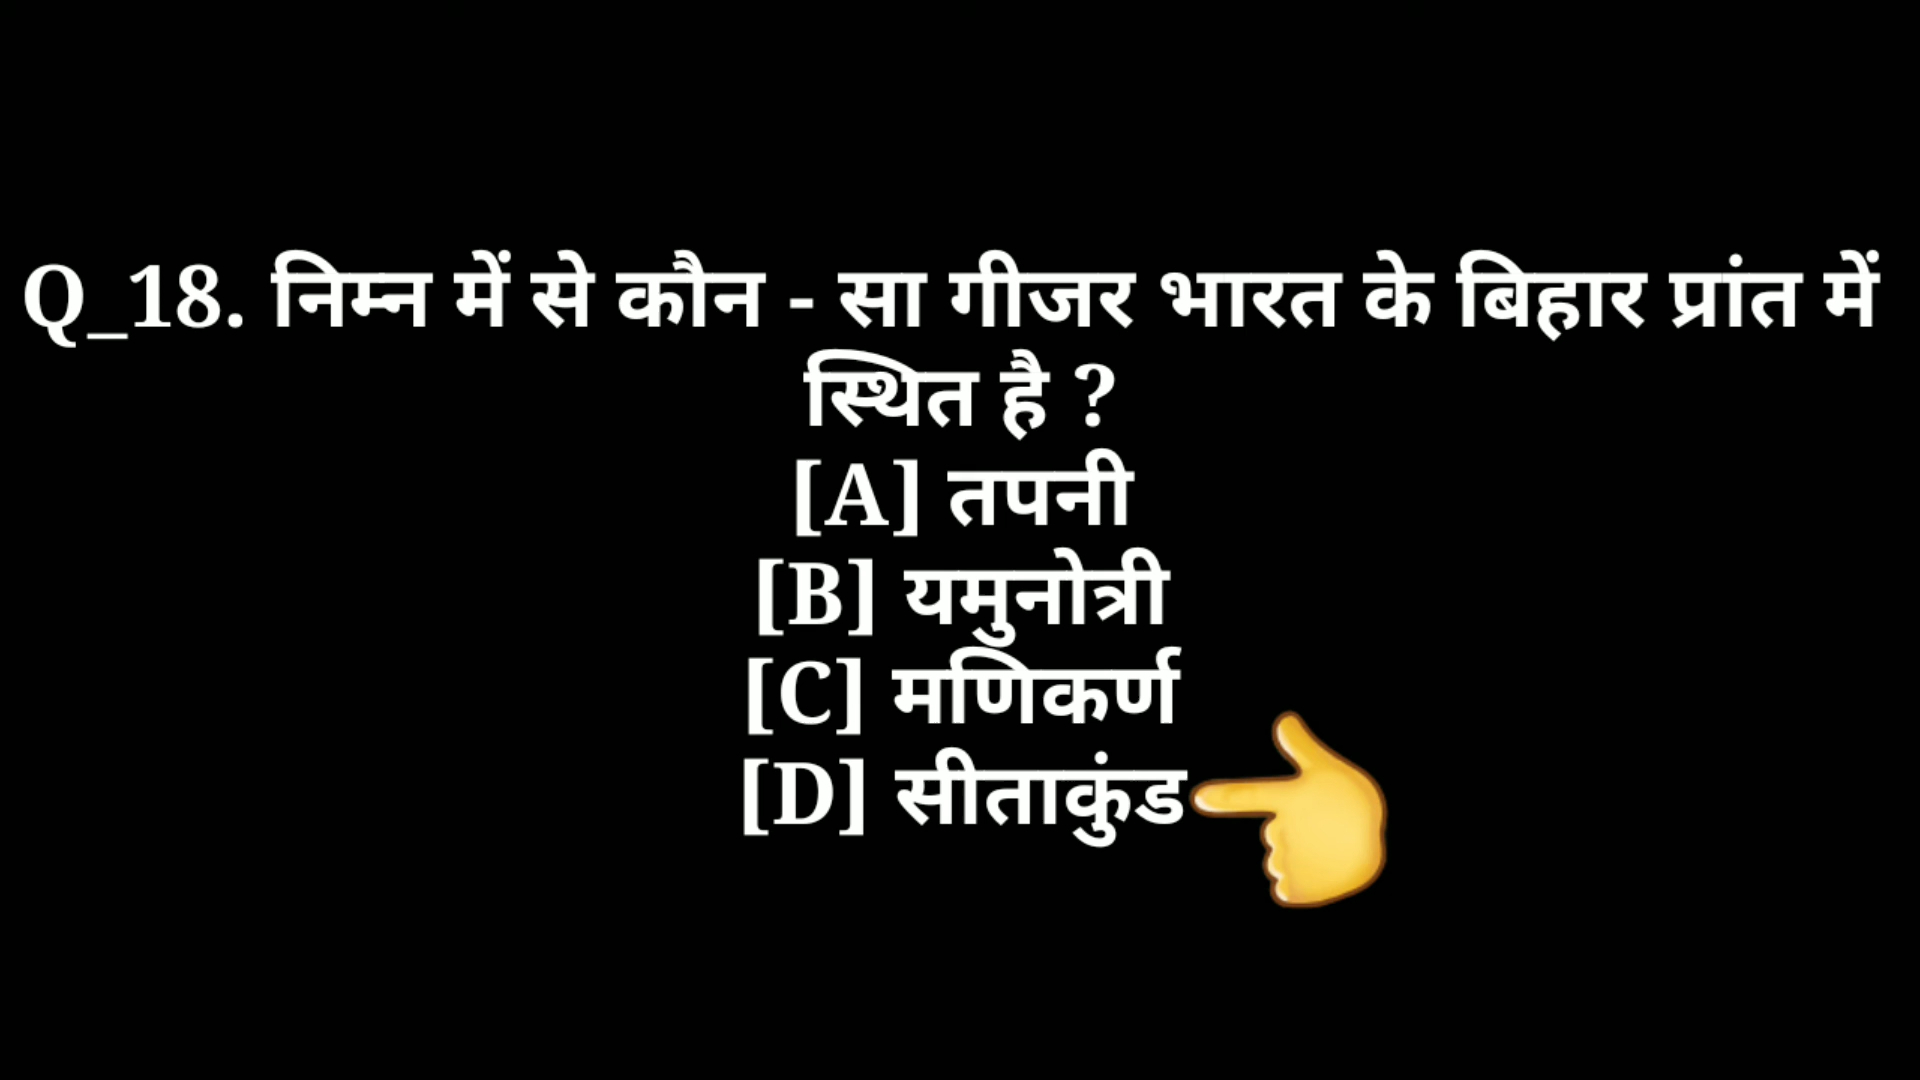 Q_18. निम्न में से कौन - सा गीजर भारत के बिहार प्रांत में
स्थित है ?
[A] तपनी
[B] यमुनोत्री
[C] मणिकर्ण
[D] सीताकुंड